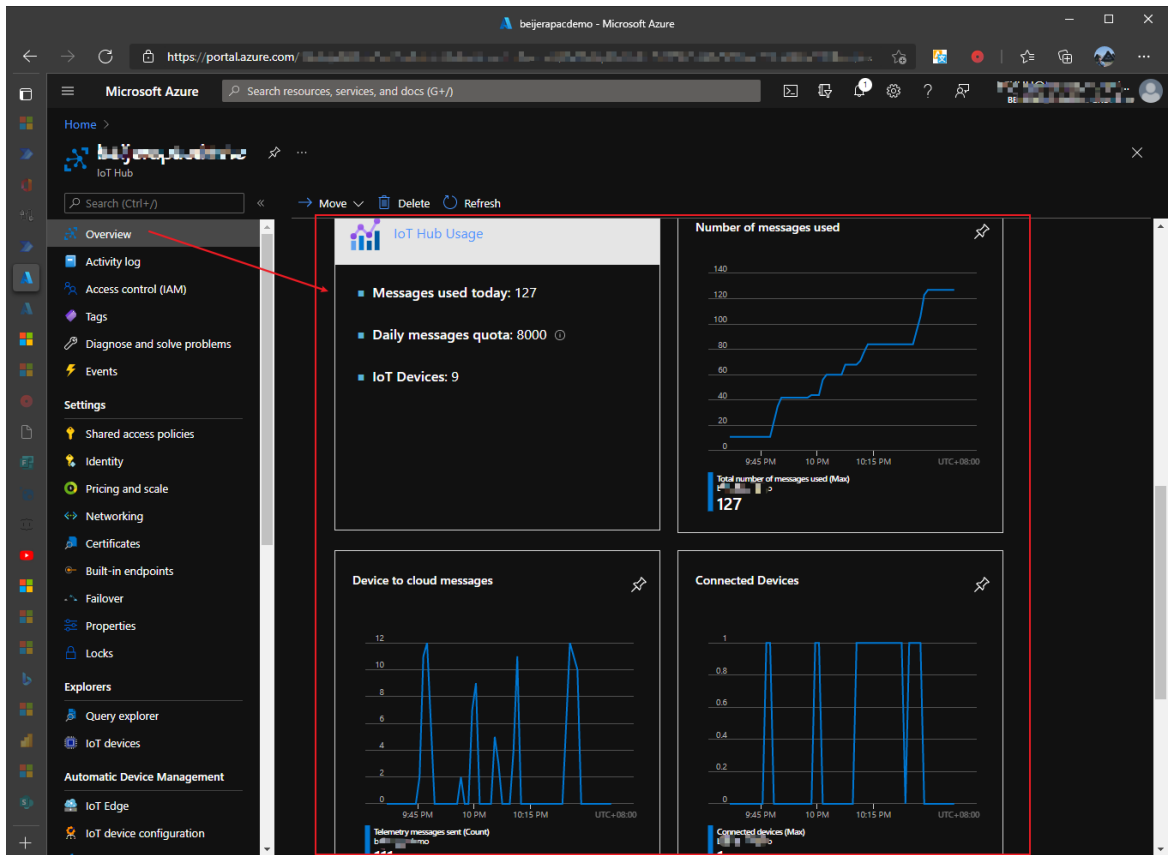 beijerapacdemo - Microsoft Azure
https://portal.azure.com/
Microsoft Azure
Search resources, services, and docs (G+/)
1
Home >
IoT Hub
Search (Ctrl+/)
«
Move
Delete
Refresh
Overview
Activity log
Access control (IAM)
Tags
Diagnose and solve problems
Events
Settings
Shared access policies
Identity
Pricing and scale
Networking
Certificates
Built-in endpoints
Failover
Properties
Locks
Explorers
Query explorer
IoT devices
Automatic Device Management
IoT Edge
IoT device configuration
IoT Hub Usage
Messages used today: 127
Daily messages quota: 8000
IoT Devices: 9
Number of messages used
140
120
100
80
60
40
20
0
9:45 PM 10 PM 10:15 PM UTC+08:00
Total number of messages used (Max)
127
Device to cloud messages
12
10
8
6
4
2
0
9:45 PM 10 PM 10:15 PM UTC+08:00
Telemetry messages sent (Count)
Connected Devices
1
0.8
0.6
0.4
0.2
0
9:45 PM 10 PM 10:15 PM UTC+08:00
Connected devices (Max)